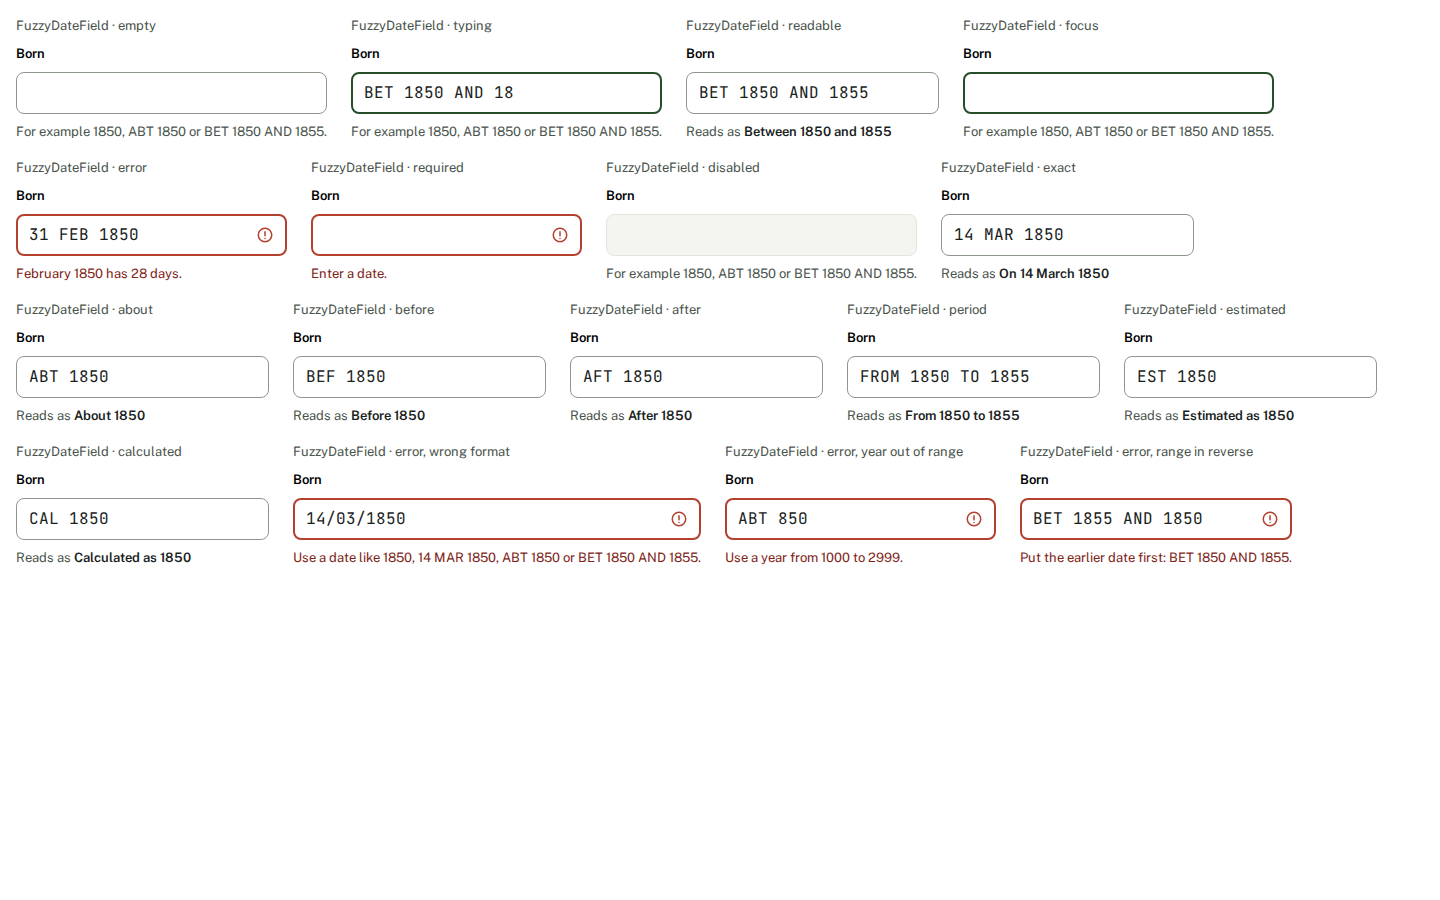 FuzzyDateField · empty
FuzzyDateField · typing
FuzzyDateField · readable
FuzzyDateField · focus
Born
Born
Born
Born
BET 1850 AND 18
BET 1850 AND 1855
For example 1850, ABT 1850 or BET 1850 AND 1855.
For example 1850, ABT 1850 or BET 1850 AND 1855.
Reads as Between 1850 and 1855
For example 1850, ABT 1850 or BET 1850 AND 1855.
FuzzyDateField · error
FuzzyDateField · required
FuzzyDateField · disabled
FuzzyDateField · exact
Born
Born
Born
Born
31 FEB 1850
14 MAR 1850
February 1850 has 28 days.
Enter a date.
For example 1850, ABT 1850 or BET 1850 AND 1855.
Reads as On 14 March 1850
FuzzyDateField · about
FuzzyDateField · before
FuzzyDateField · after
FuzzyDateField · period
FuzzyDateField · estimated
Born
Born
Born
Born
Born
ABT 1850
BEF 1850
AFT 1850
FROM 1850 TO 1855
EST 1850
Reads as About 1850
Reads as Before 1850
Reads as After 1850
Reads as From 1850 to 1855
Reads as Estimated as 1850
FuzzyDateField · calculated
FuzzyDateField · error, wrong format
FuzzyDateField · error, year out of range
FuzzyDateField · error, range in reverse
Born
Born
Born
Born
CAL 1850
14/03/1850
ABT 850
BET 1855 AND 1850
Reads as Calculated as 1850
Use a date like 1850, 14 MAR 1850, ABT 1850 or BET 1850 AND 1855.
Use a year from 1000 to 2999.
Put the earlier date first: BET 1850 AND 1855.